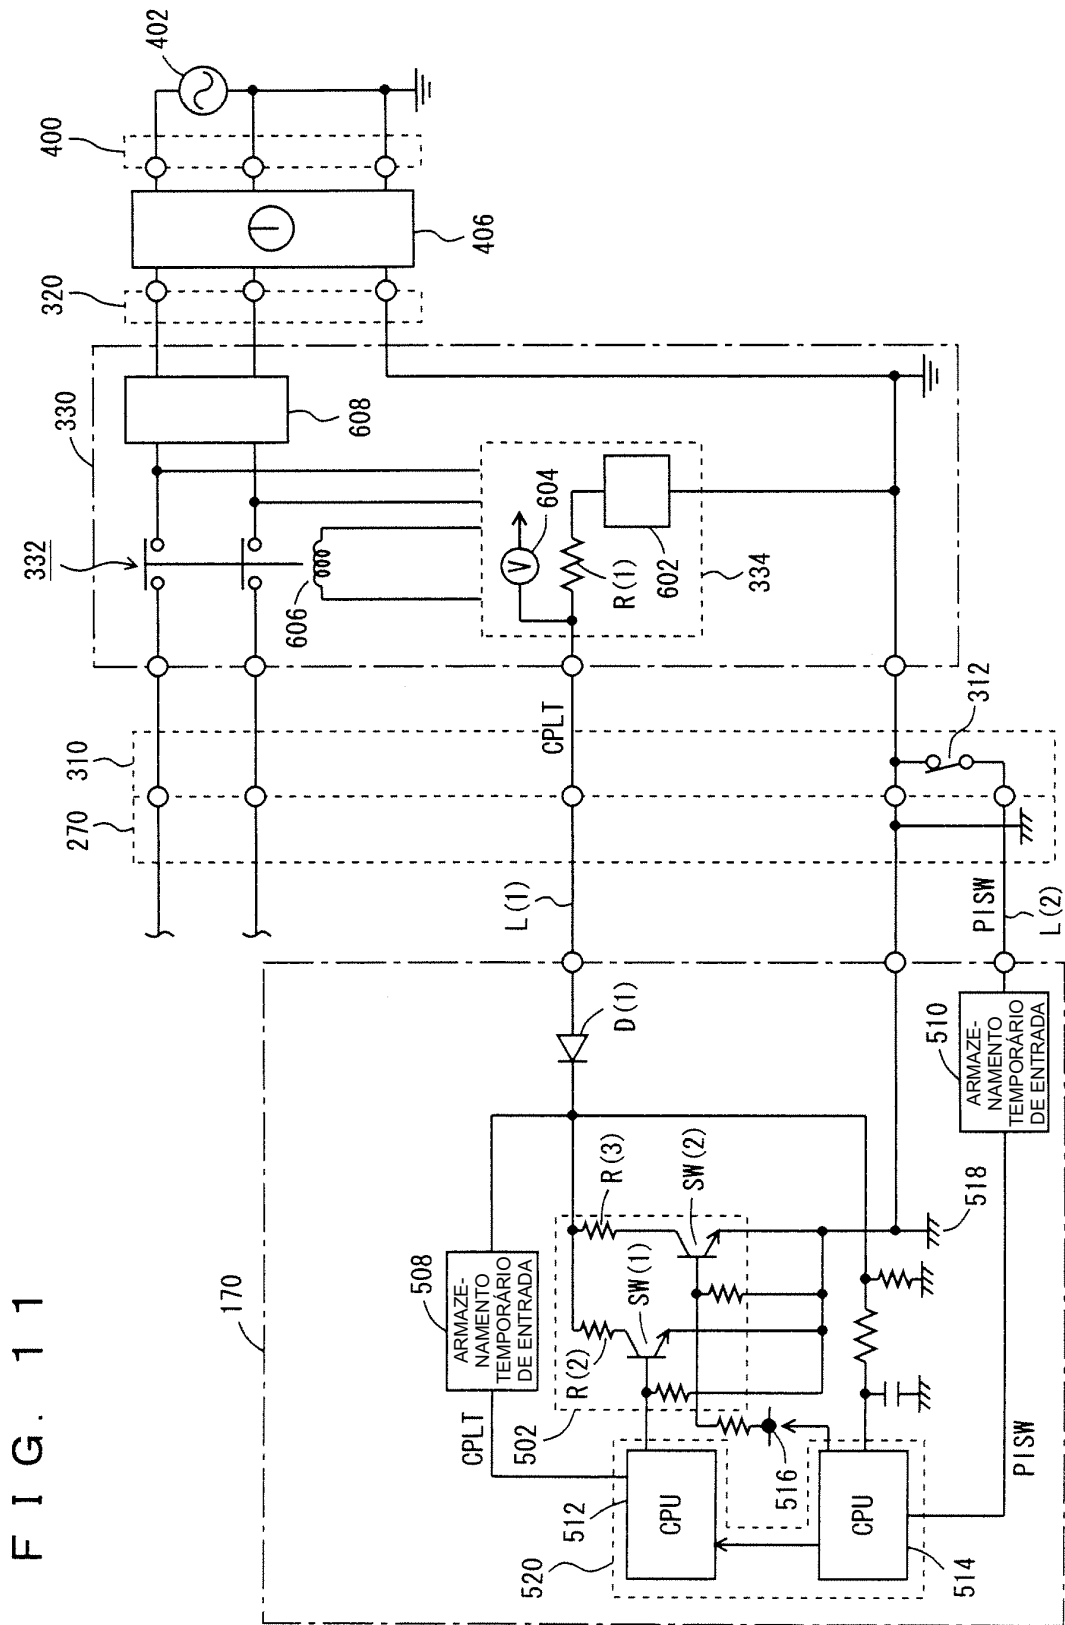 FIG. 11
170
270
310
330
332
608
320
400
402
406
606
604
R(1)
602
334
CPLT
312
L(1)
PISW
L(2)
D(1)
508
ARMAZE-
NAMENTO
TEMPORÁRIO
DE ENTRADA
CPLT
R(3)
SW(2)
SW(1)
R(2)
502
510
ARMAZE-
NAMENTO
TEMPORÁRIO
DE ENTRADA
518
512
CPU
516
520
CPU
514
PISW